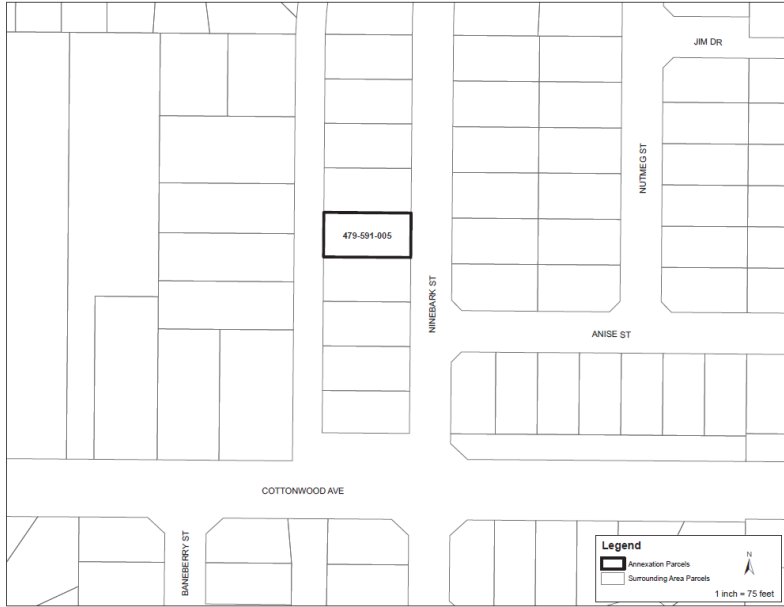 JIM DR
NUTMEG ST
479-591-005
NINEBARK ST
ANISE ST
COTTONWOOD AVE
BANEBERRY ST
Legend
Annexation Parcels
Surrounding Area Parcels
N
1 inch = 75 feet